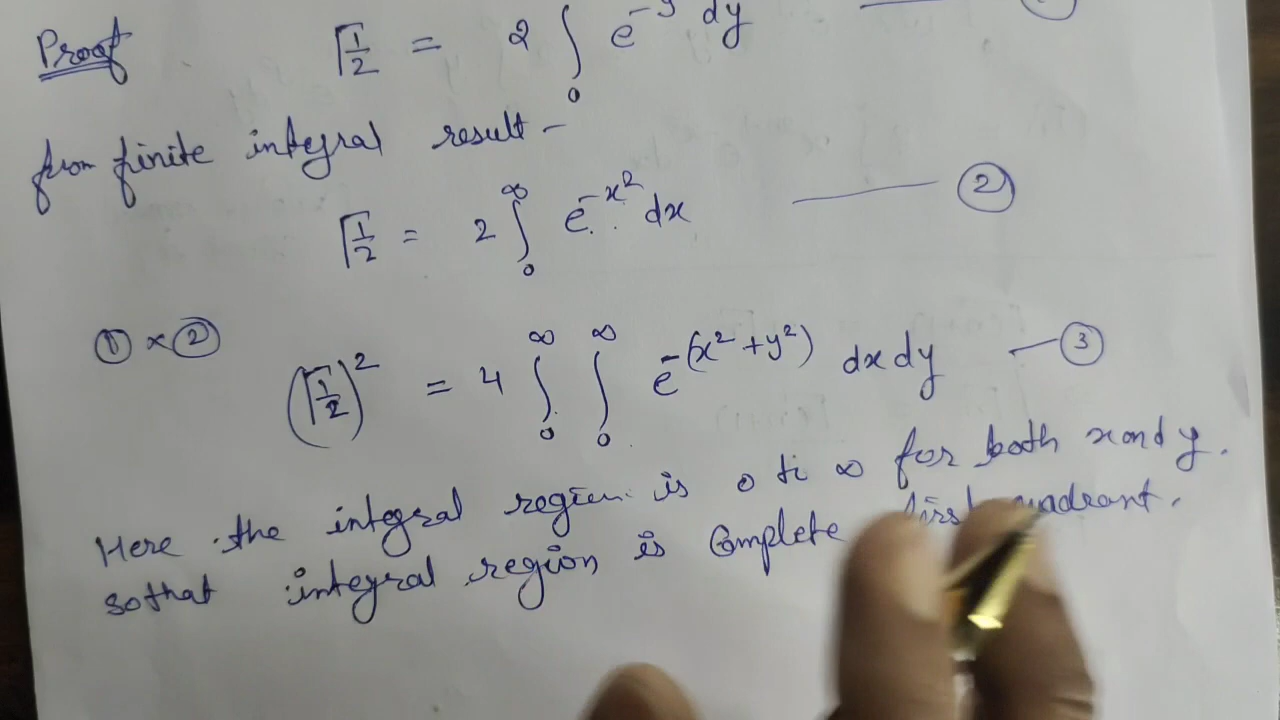 Proof Γ1/2 = 2 ∫₀ e^-y dy
from finite integral result -
Γ1/2 = 2 ∫₀^∞ e^-x² dx —— ②
① × ② (Γ1/2)² = 4 ∫₀^∞ ∫₀^∞ e^-(x² + y²) dx dy — ③
Here the integral region is 0 to ∞ for both x and y.
so that integral region is Complete first quadrant.